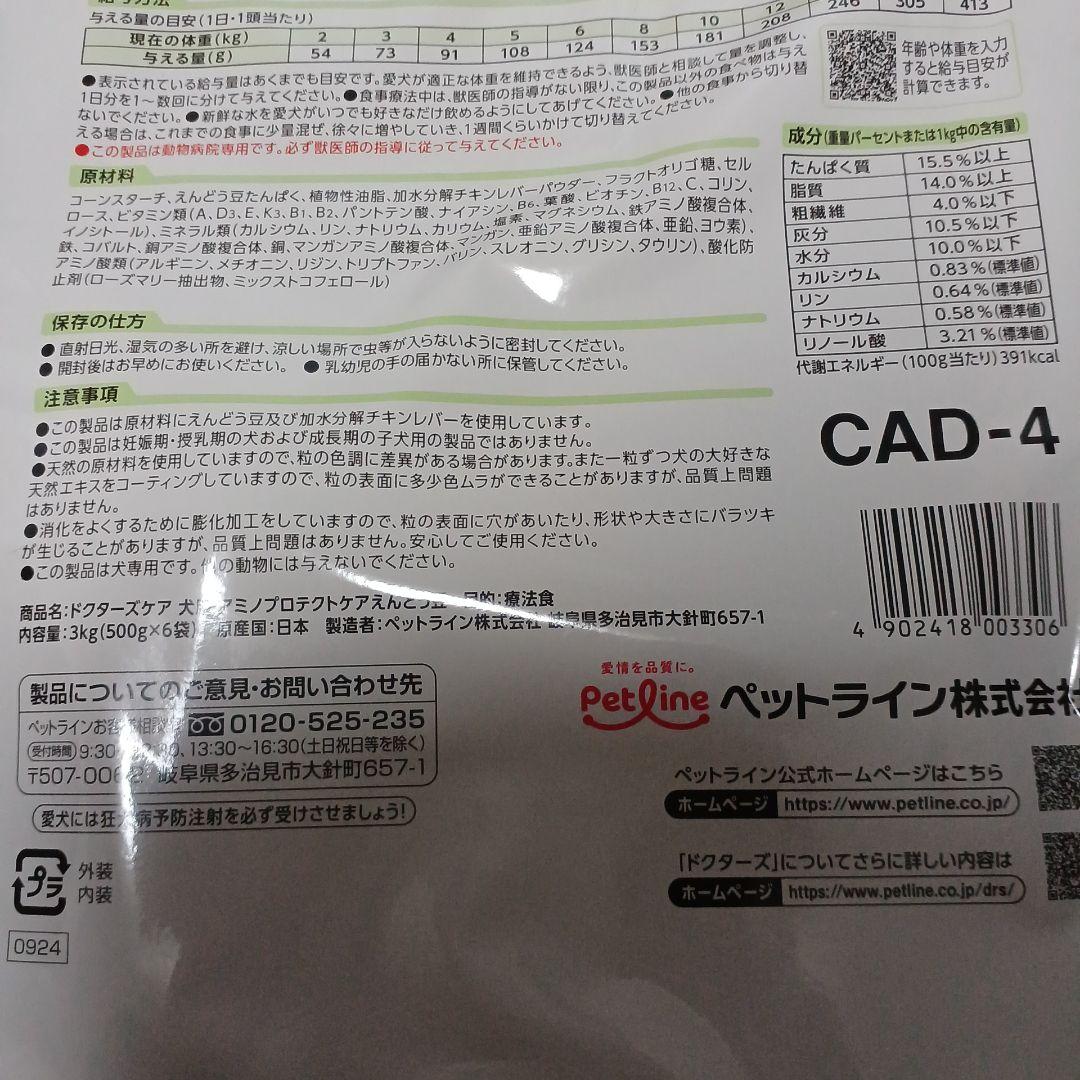 給与方法
与える量の目安(1日・1頭当たり)
現在の体重(kg) 2 3 4 5 6 8 10 12
与える量(g) 54 73 91 108 124 153 181 208 246 305 413
●表示されている給与量はあくまでも目安です。愛犬が適正な体重を維持できるよう、獣医師と相談して量を調整し、
1日分を1〜数回に分けて与えてください。●食事療法中は、獣医師の指導がない限り、この製品以外の食べ物は与え
ないでください。●新鮮な水を愛犬がいつでも好きなだけ飲めるようにしてあげてください。●他の食事から切り替
える場合は、これまでの食事に少量混ぜ、徐々に増やしていき、1週間くらいかけて切り替えてください。
●この製品は動物病院専用です。必ず獣医師の指導に従って与えてください。
年齢や体重を入力
すると給与目安が
計算できます。
原材料
コーンスターチ、えんどう豆たんぱく、植物性油脂、加水分解チキンレバーパウダー、フラクトオリゴ糖、セル
ロース、ビタミン類(A、D3、E、K3、B1、B2、パントテン酸、ナイアシン、B6、葉酸、ビオチン、B12、C、コリン、
イノシトール)、ミネラル類(カルシウム、リン、ナトリウム、カリウム、塩素、マグネシウム、鉄アミノ酸複合体、
鉄、コバルト、銅アミノ酸複合体、銅、マンガンアミノ酸複合体、マンガン、亜鉛アミノ酸複合体、亜鉛、ヨウ素)、
アミノ酸類(アルギニン、メチオニン、リジン、トリプトファン、バリン、スレオニン、グリシン、タウリン)、酸化防
止剤(ローズマリー抽出物、ミックストコフェロール)
成分(重量パーセントまたは1kg中の含有量)
たんぱく質 15.5%以上
脂質 14.0%以上
粗繊維 4.0%以下
灰分 10.5%以下
水分 10.0%以下
カルシウム 0.83%(標準値)
リン 0.64%(標準値)
ナトリウム 0.58%(標準値)
リノール酸 3.21%(標準値)
代謝エネルギー(100g当たり)391kcal
保存の仕方
● 直射日光、湿気の多い所を避け、涼しい場所で虫等が入らないように密封してください。
● 開封後はお早めにお使いください。 ● 乳幼児の手の届かない所に保管してください。
注意事項
●この製品は原材料にえんどう豆及び加水分解チキンレバーを使用しています。
●この製品は妊娠期・授乳期の犬および成長期の子犬用の製品ではありません。
●天然の原材料を使用していますので、粒の色調に差異がある場合があります。また一粒ずつ犬の大好きな
天然エキスをコーティングしていますので、粒の表面に多少色ムラができることがありますが、品質上問題
はありません。
●消化をよくするために膨化加工をしていますので、粒の表面に穴があいたり、形状や大きさにバラツキ
が生じることがありますが、品質上問題はありません。安心してご使用ください。
●この製品は犬専用です。他の動物には与えないでください。
CAD-4
商品名:ドクターズケア 犬用 アミノプロテクトケアえんどう豆 目的:療法食
内容量:3kg(500g×6袋) 原産国:日本 製造者:ペットライン株式会社 岐阜県多治見市大針町657-1
4 902418 003306
製品についてのご意見・お問い合わせ先
ペットラインお客様相談 0120-525-235
受付時間 9:30〜 、13:30〜16:30(土日祝日等を除く)
〒507-0062 岐阜県多治見市大針町657-1
愛犬には狂犬病予防注射を必ず受けさせましょう!
愛情を品質に。
Petline ペットライン株式会社
ペットライン公式ホームページはこちら
ホームページ https://www.petline.co.jp/
「ドクターズ」についてさらに詳しい内容は
ホームページ https://www.petline.co.jp/drs/
プラ 外装
内装
0924